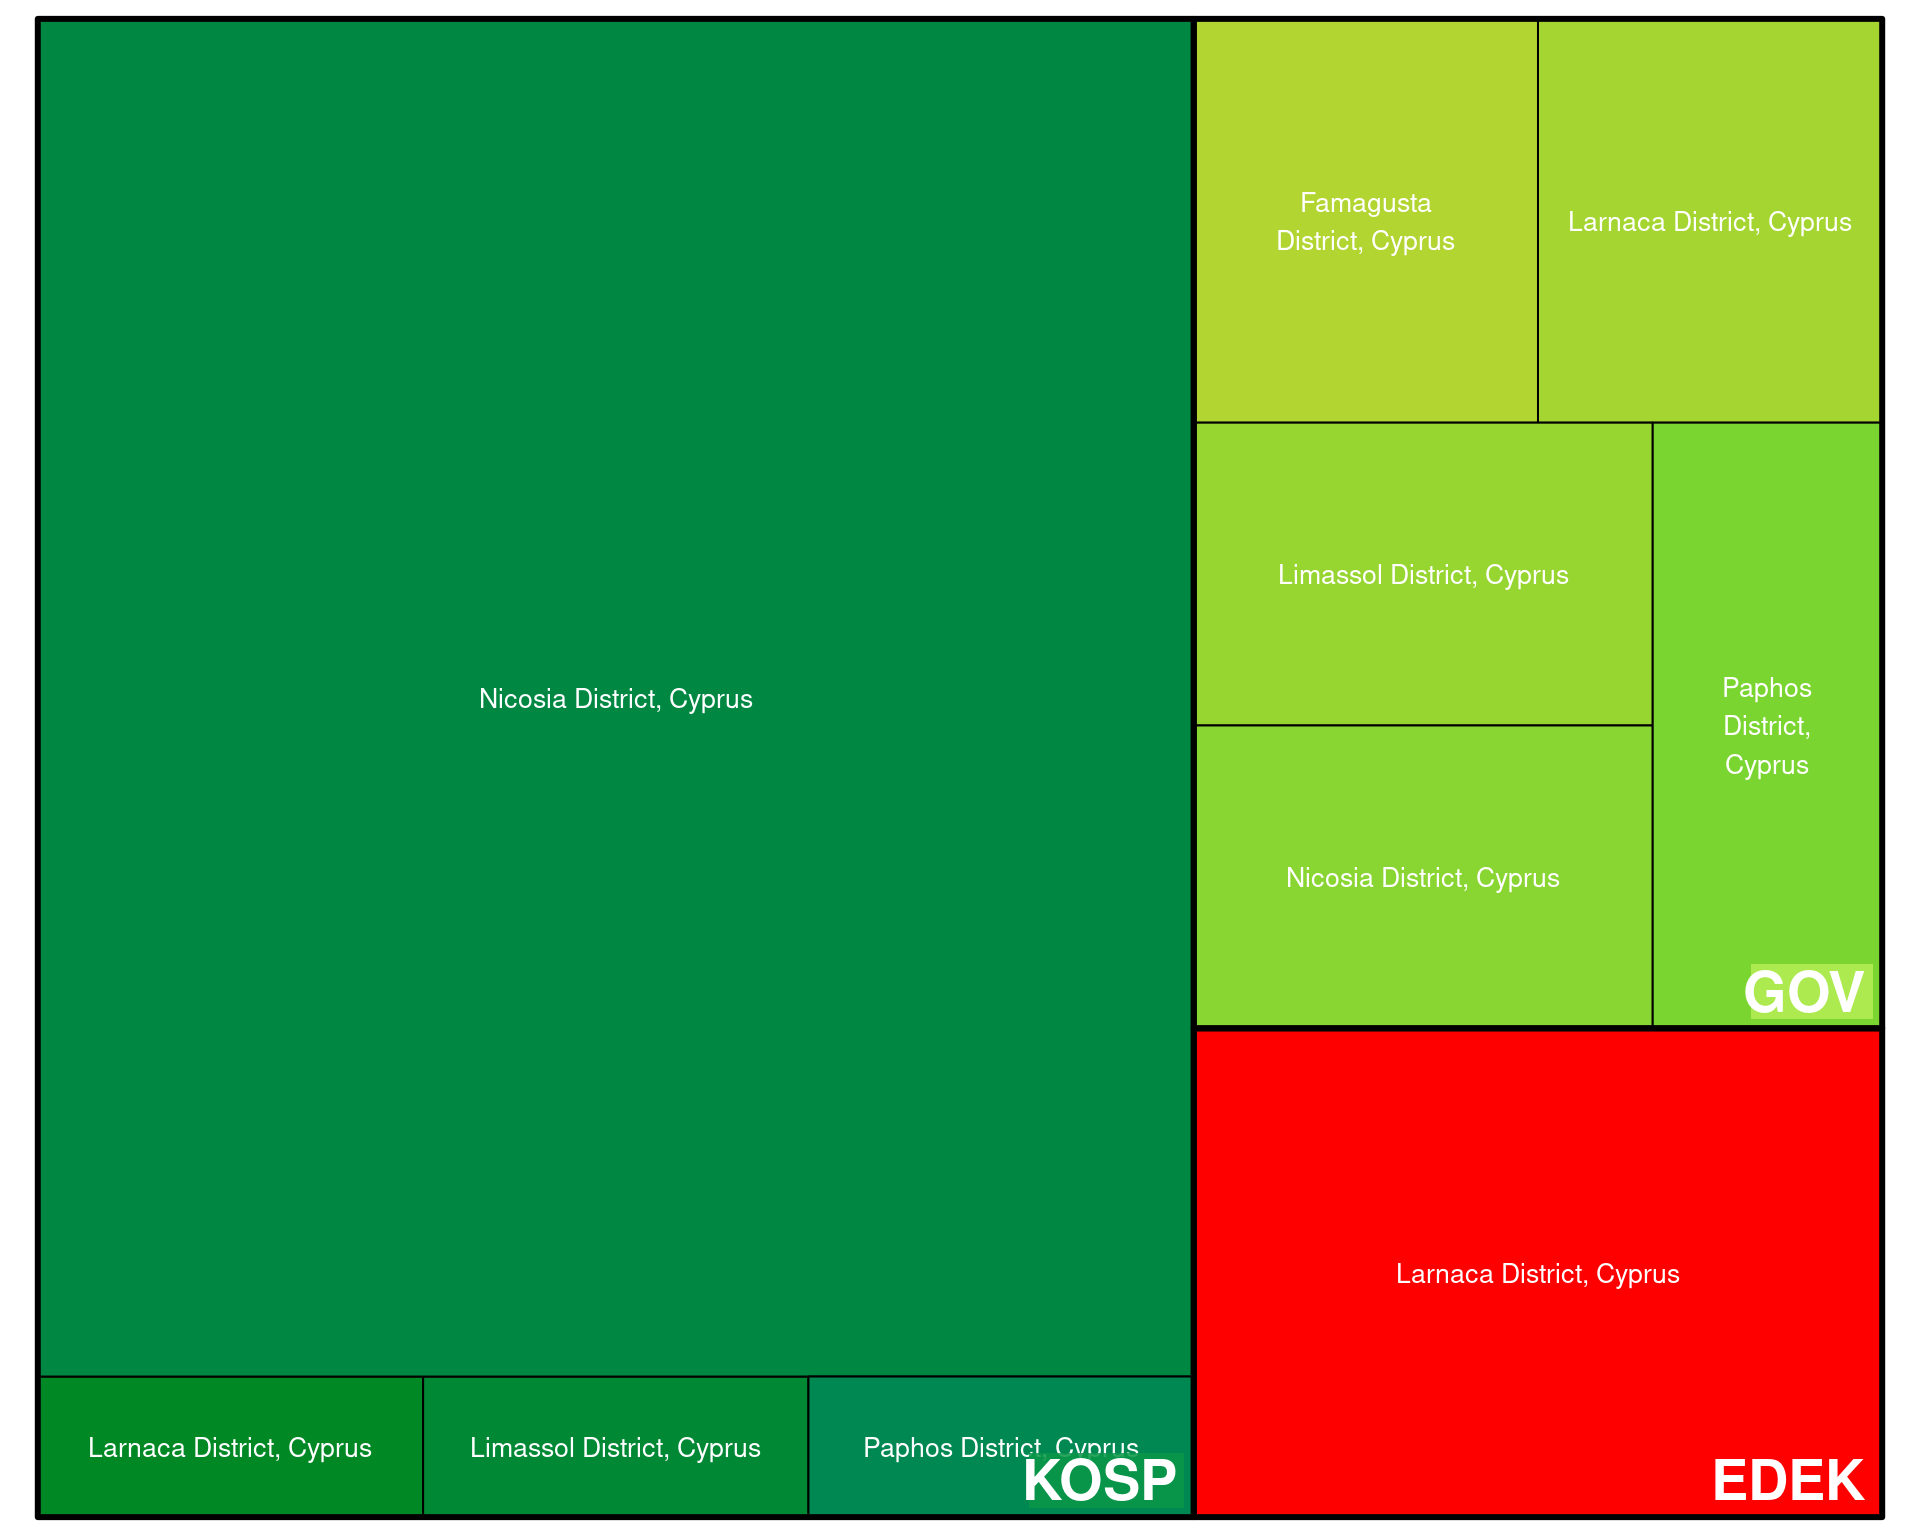 Nicosia District, Cyprus
Larnaca District, Cyprus
Limassol District, Cyprus
Paphos District, Cyprus
KOSP
Famagusta
District, Cyprus
Larnaca District, Cyprus
Limassol District, Cyprus
Nicosia District, Cyprus
Paphos
District,
Cyprus
GOV
Larnaca District, Cyprus
EDEK